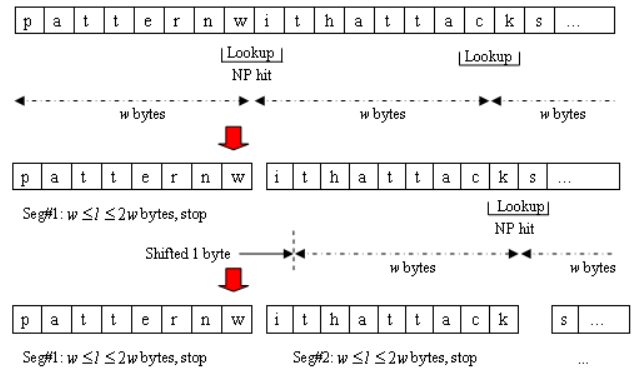 p a t t e r n w i t h a t t a c k s ...
Lookup Lookup
NP hit
w bytes w bytes w bytes
p a t t e r n w i t h a t t a c k s ...
Seg#1: w ≤ l ≤ 2w bytes, stop
Lookup
NP hit
Shifted 1 byte
w bytes w bytes
p a t t e r n w i t h a t t a c k s ...
Seg#1: w ≤ l ≤ 2w bytes, stop Seg#2: w ≤ l ≤ 2w bytes, stop ...